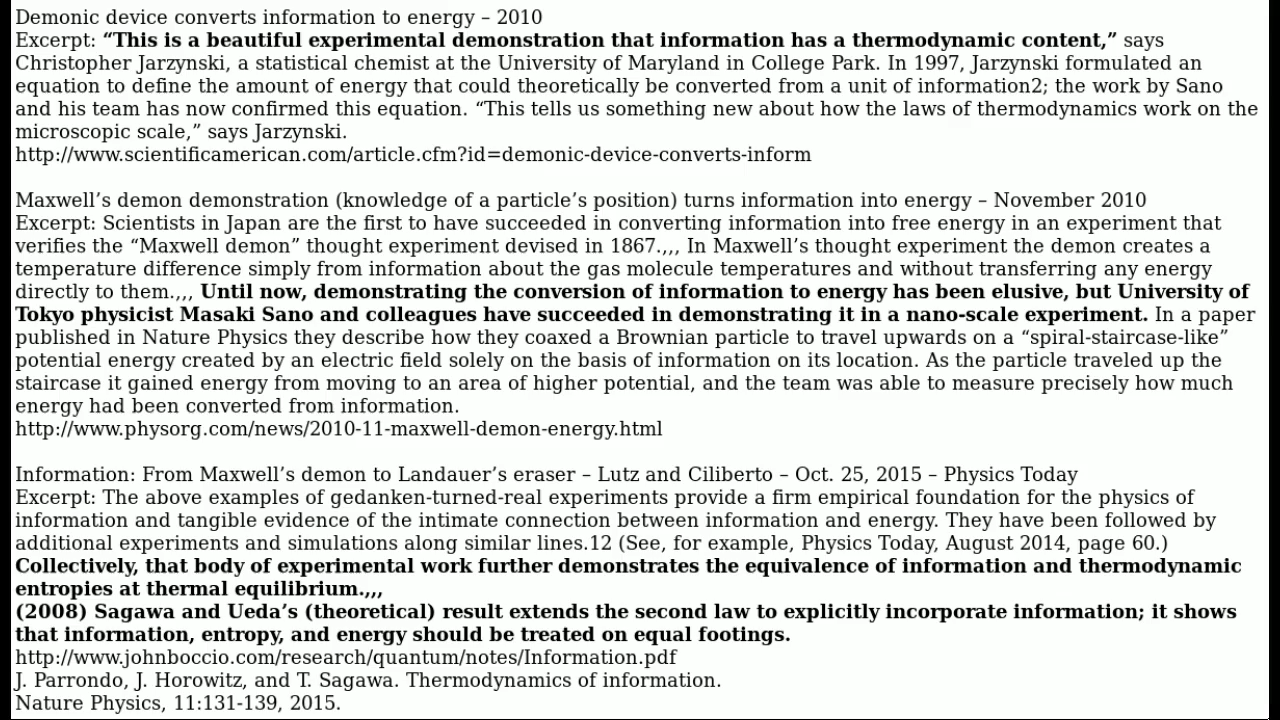 Demonic device converts information to energy – 2010
Excerpt: “This is a beautiful experimental demonstration that information has a thermodynamic content,” says
Christopher Jarzynski, a statistical chemist at the University of Maryland in College Park. In 1997, Jarzynski formulated an
equation to define the amount of energy that could theoretically be converted from a unit of information2; the work by Sano
and his team has now confirmed this equation. “This tells us something new about how the laws of thermodynamics work on the
microscopic scale,” says Jarzynski.
http://www.scientificamerican.com/article.cfm?id=demonic-device-converts-inform
Maxwell’s demon demonstration (knowledge of a particle’s position) turns information into energy – November 2010
Excerpt: Scientists in Japan are the first to have succeeded in converting information into free energy in an experiment that
verifies the “Maxwell demon” thought experiment devised in 1867.,,, In Maxwell’s thought experiment the demon creates a
temperature difference simply from information about the gas molecule temperatures and without transferring any energy
directly to them.,,, Until now, demonstrating the conversion of information to energy has been elusive, but University of
Tokyo physicist Masaki Sano and colleagues have succeeded in demonstrating it in a nano-scale experiment. In a paper
published in Nature Physics they describe how they coaxed a Brownian particle to travel upwards on a “spiral-staircase-like”
potential energy created by an electric field solely on the basis of information on its location. As the particle traveled up the
staircase it gained energy from moving to an area of higher potential, and the team was able to measure precisely how much
energy had been converted from information.
http://www.physorg.com/news/2010-11-maxwell-demon-energy.html
Information: From Maxwell’s demon to Landauer’s eraser – Lutz and Ciliberto – Oct. 25, 2015 – Physics Today
Excerpt: The above examples of gedanken-turned-real experiments provide a firm empirical foundation for the physics of
information and tangible evidence of the intimate connection between information and energy. They have been followed by
additional experiments and simulations along similar lines.12 (See, for example, Physics Today, August 2014, page 60.)
Collectively, that body of experimental work further demonstrates the equivalence of information and thermodynamic
entropies at thermal equilibrium.,,,
(2008) Sagawa and Ueda’s (theoretical) result extends the second law to explicitly incorporate information; it shows
that information, entropy, and energy should be treated on equal footings.
http://www.johnboccio.com/research/quantum/notes/Information.pdf
J. Parrondo, J. Horowitz, and T. Sagawa. Thermodynamics of information.
Nature Physics, 11:131-139, 2015.